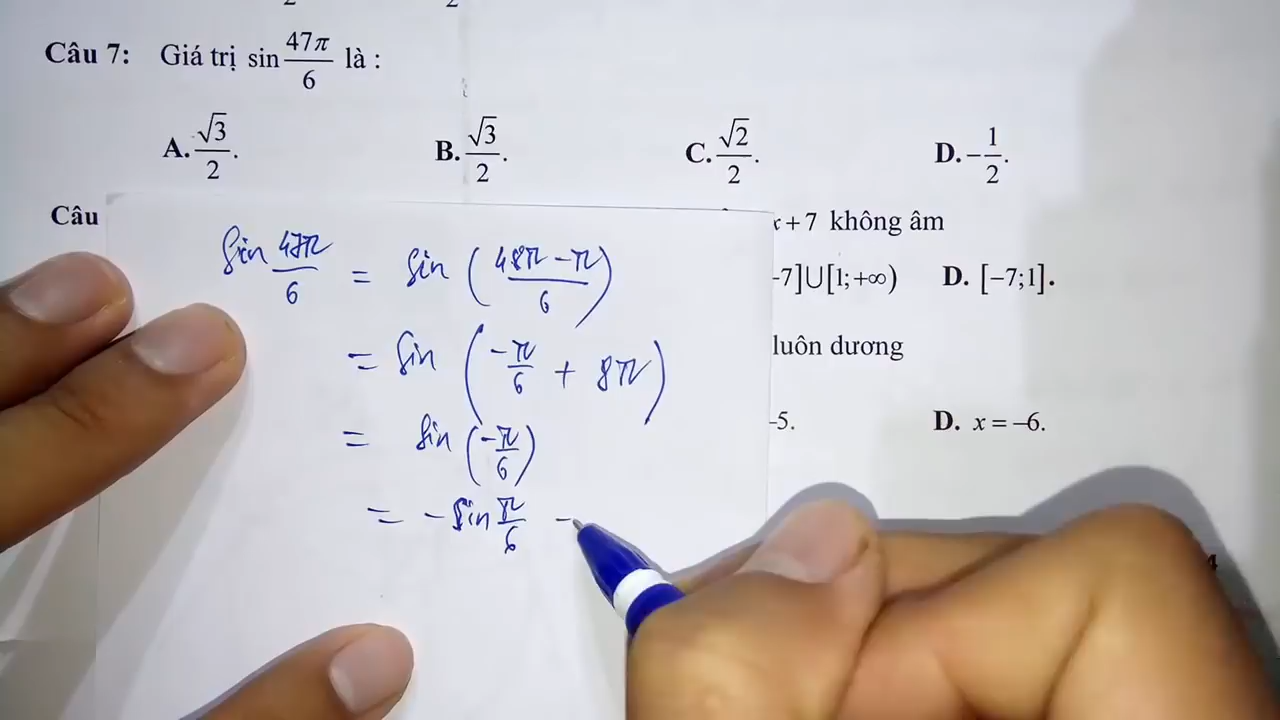 Câu 7: Giá trị sin 47π/6 là :
A. √3/2. B. √3/2. C. √2/2. D. -1/2.
Câu x + 7 không âm
-7]∪[1;+∞) D. [-7;1].
luôn dương
-5. D. x = -6.
sin 47π/6 = sin (48π - π / 6)
= sin (-π/6 + 8π)
= sin (-π/6)
= - sin π/6 -